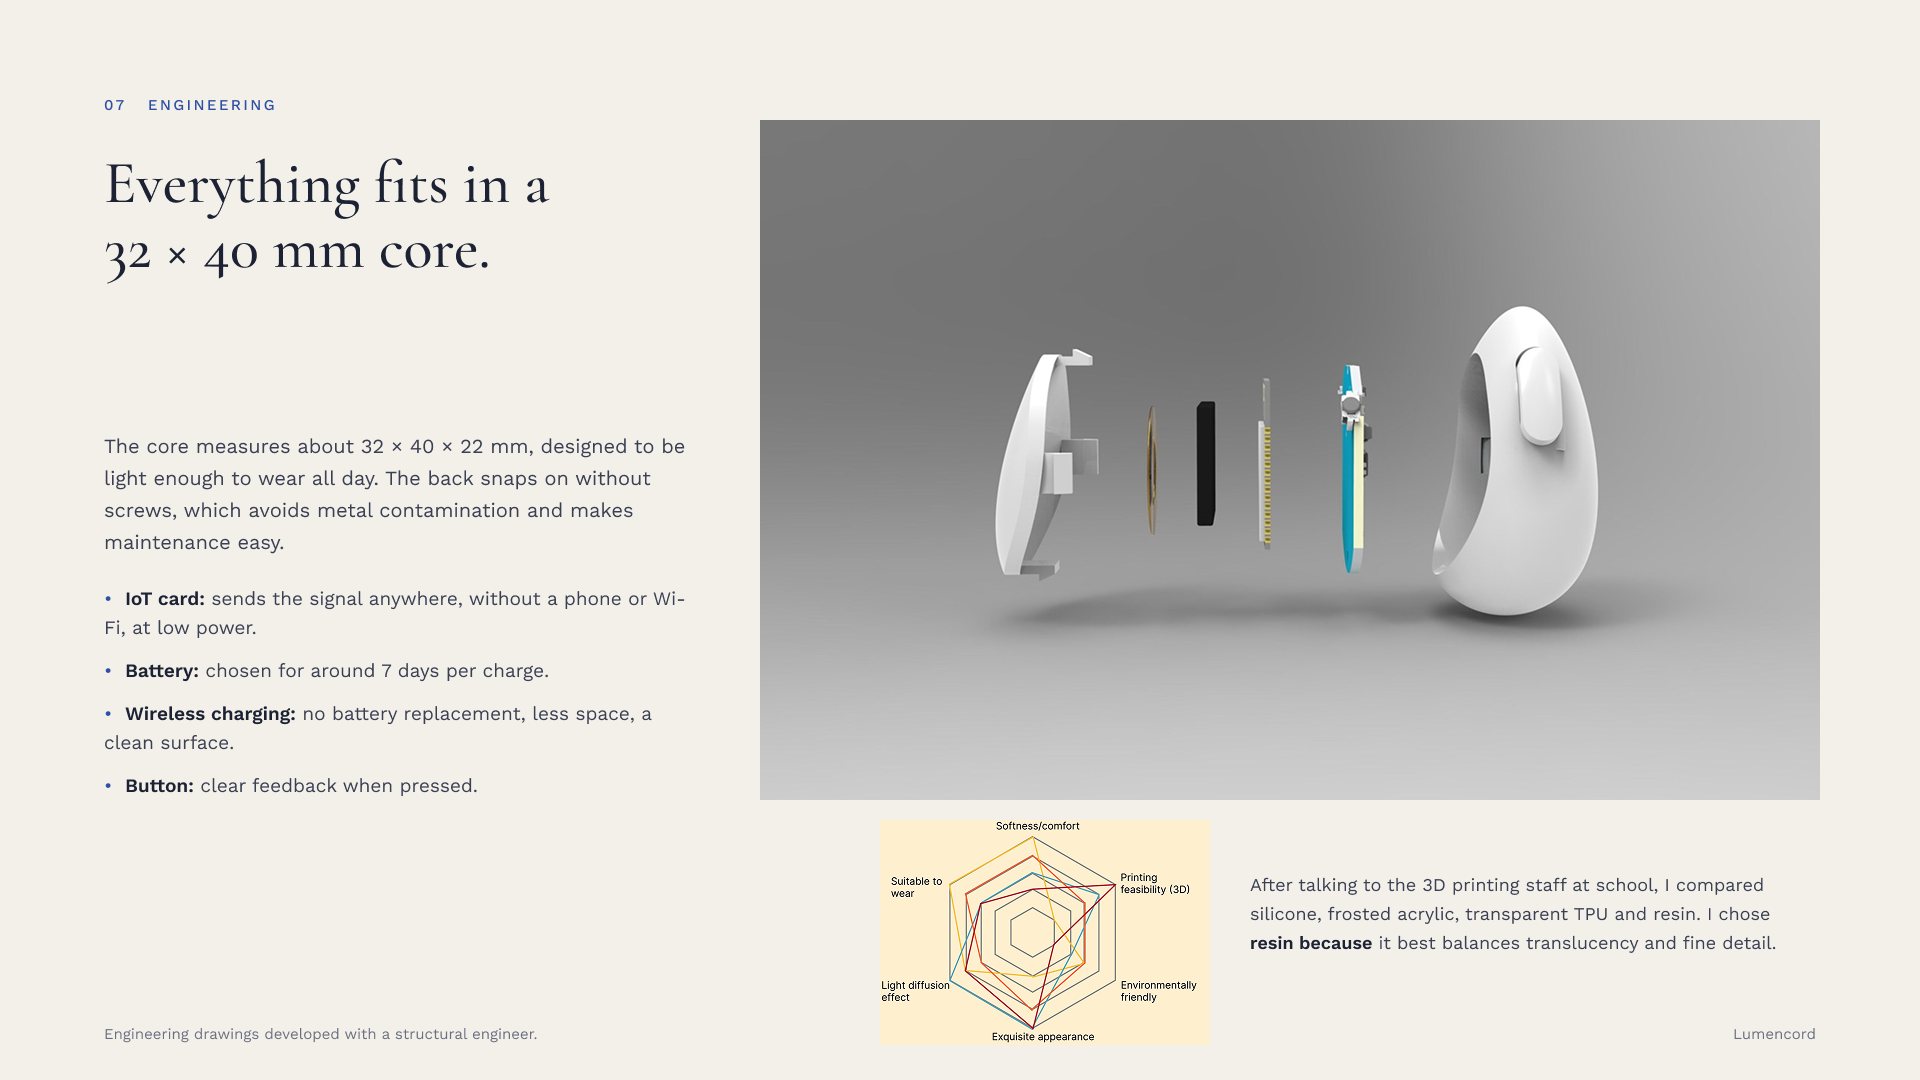 07 ENGINEERING
Everything fits in a
32 × 40 mm core.
The core measures about 32 × 40 × 22 mm, designed to be
light enough to wear all day. The back snaps on without
screws, which avoids metal contamination and makes
maintenance easy.
• IoT card: sends the signal anywhere, without a phone or Wi-
Fi, at low power.
• Battery: chosen for around 7 days per charge.
• Wireless charging: no battery replacement, less space, a
clean surface.
• Button: clear feedback when pressed.
Softness/comfort
Suitable to
wear
Printing
feasibility (3D)
Light diffusion
effect
Environmentally
friendly
Exquisite appearance
After talking to the 3D printing staff at school, I compared
silicone, frosted acrylic, transparent TPU and resin. I chose
resin because it best balances translucency and fine detail.
Engineering drawings developed with a structural engineer.
Lumencord